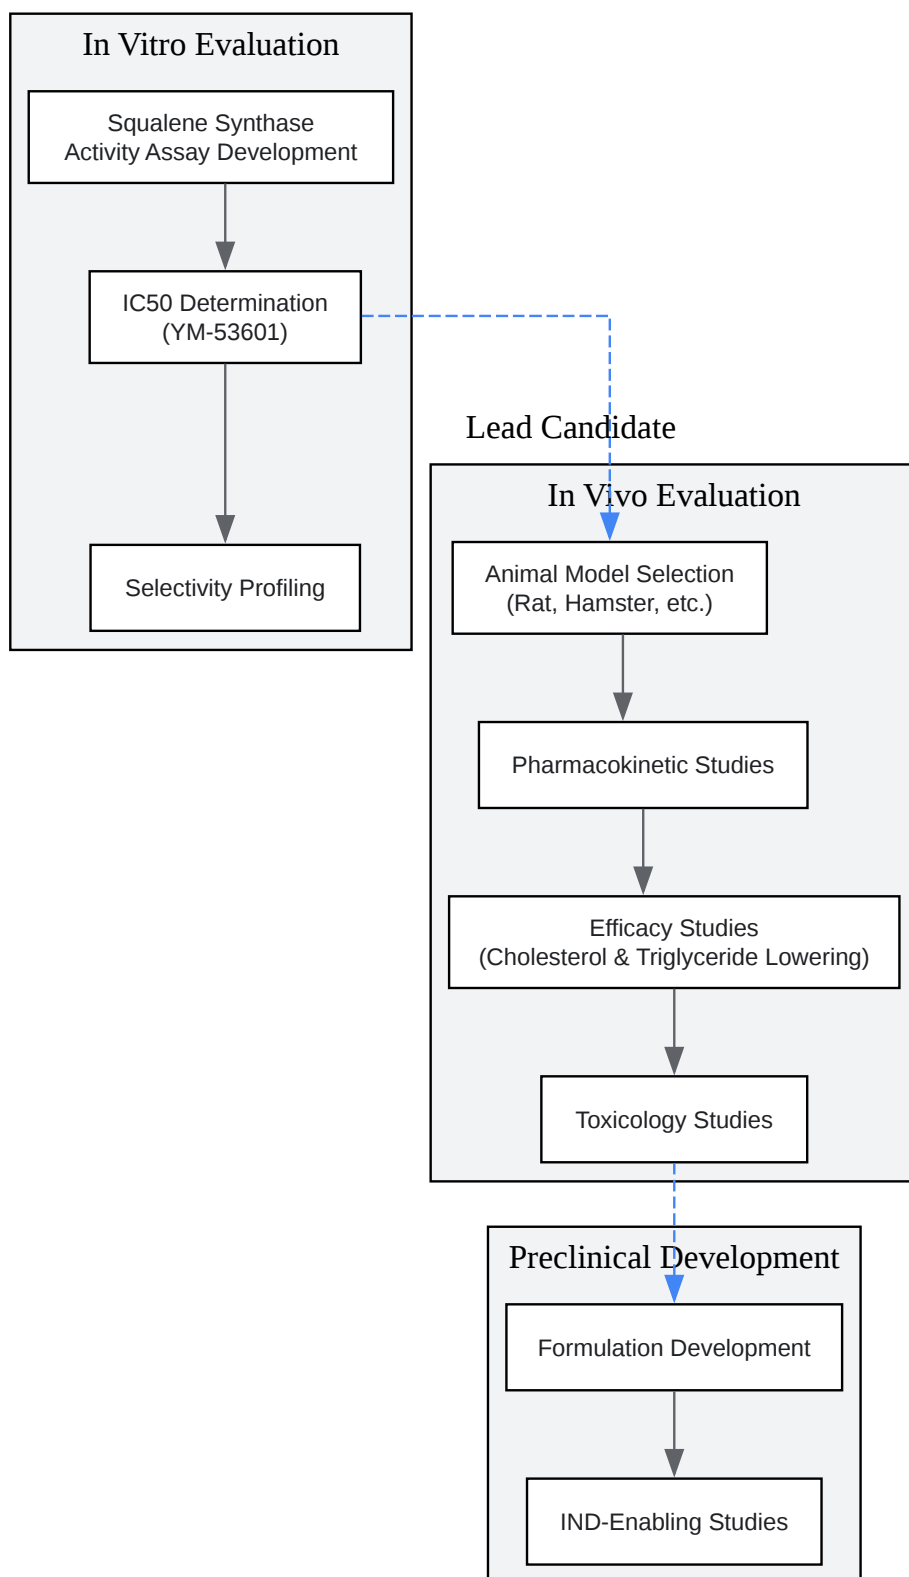 In Vitro Evaluation
Squalene Synthase
Activity Assay Development
IC50 Determination
(YM-53601)
Selectivity Profiling
Lead Candidate
In Vivo Evaluation
Animal Model Selection
(Rat, Hamster, etc.)
Pharmacokinetic Studies
Efficacy Studies
(Cholesterol & Triglyceride Lowering)
Toxicology Studies
Preclinical Development
Formulation Development
IND-Enabling Studies